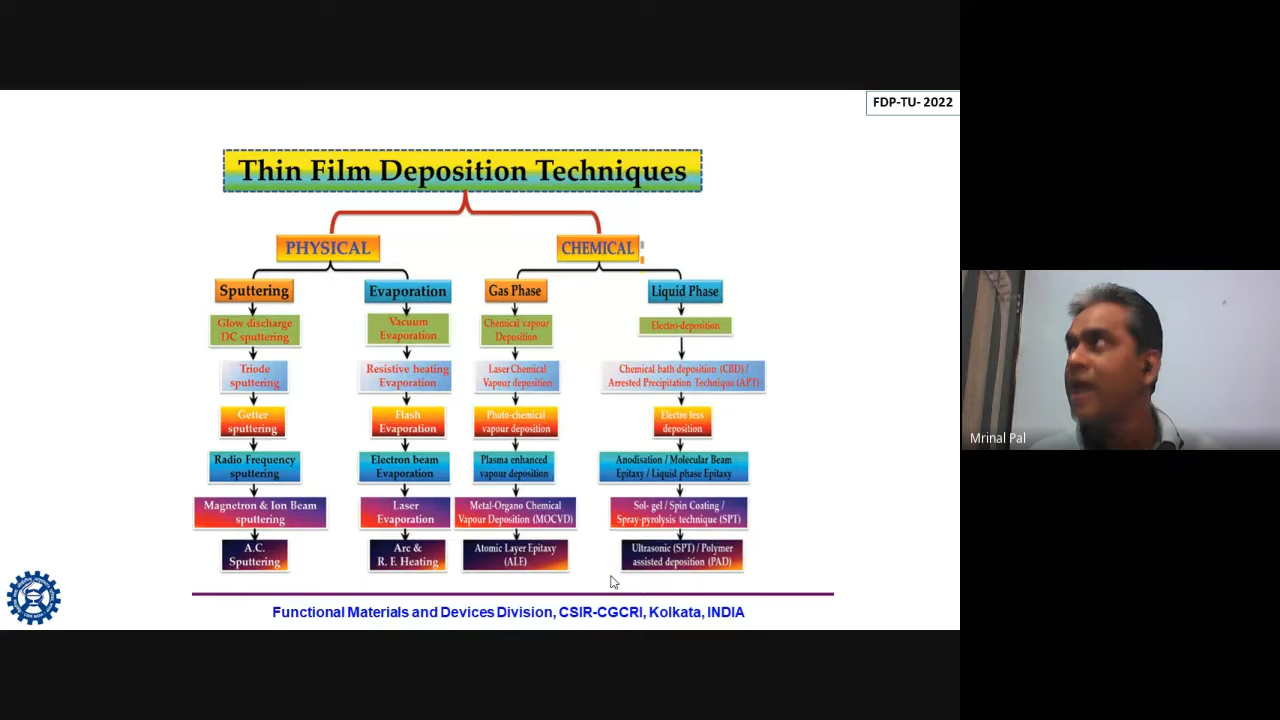 FDP-TU- 2022
Thin Film Deposition Techniques
PHYSICAL
CHEMICAL
Sputtering
Evaporation
Gas Phase
Liquid Phase
Glow discharge
DC sputtering
Vacuum
Evaporation
Chemical vapour
Deposition
Electro-deposition
Triode
sputtering
Resistive heating
Evaporation
Laser Chemical
Vapour deposition
Chemical bath deposition (CBD) /
Arrested Precipitation Technique (APT)
Getter
sputtering
Flash
Evaporation
Photo-chemical
vapour deposition
Electro less
deposition
Radio Frequency
sputtering
Electron beam
Evaporation
Plasma enhanced
vapour deposition
Anodisation / Molecular Beam
Epitaxy / Liquid phase Epitaxy
Magnetron & Ion Beam
sputtering
Laser
Evaporation
Metal-Organo Chemical
Vapour Deposition (MOCVD)
Sol- gel / Spin Coating /
Spray-pyrolysis technique (SPT)
A.C.
Sputtering
Arc &
R. F. Heating
Atomic Layer Epitaxy
(ALE)
Ultrasonic (SPT) / Polymer
assisted deposition (PAD)
Functional Materials and Devices Division, CSIR-CGCRI, Kolkata, INDIA
Mrinal Pal